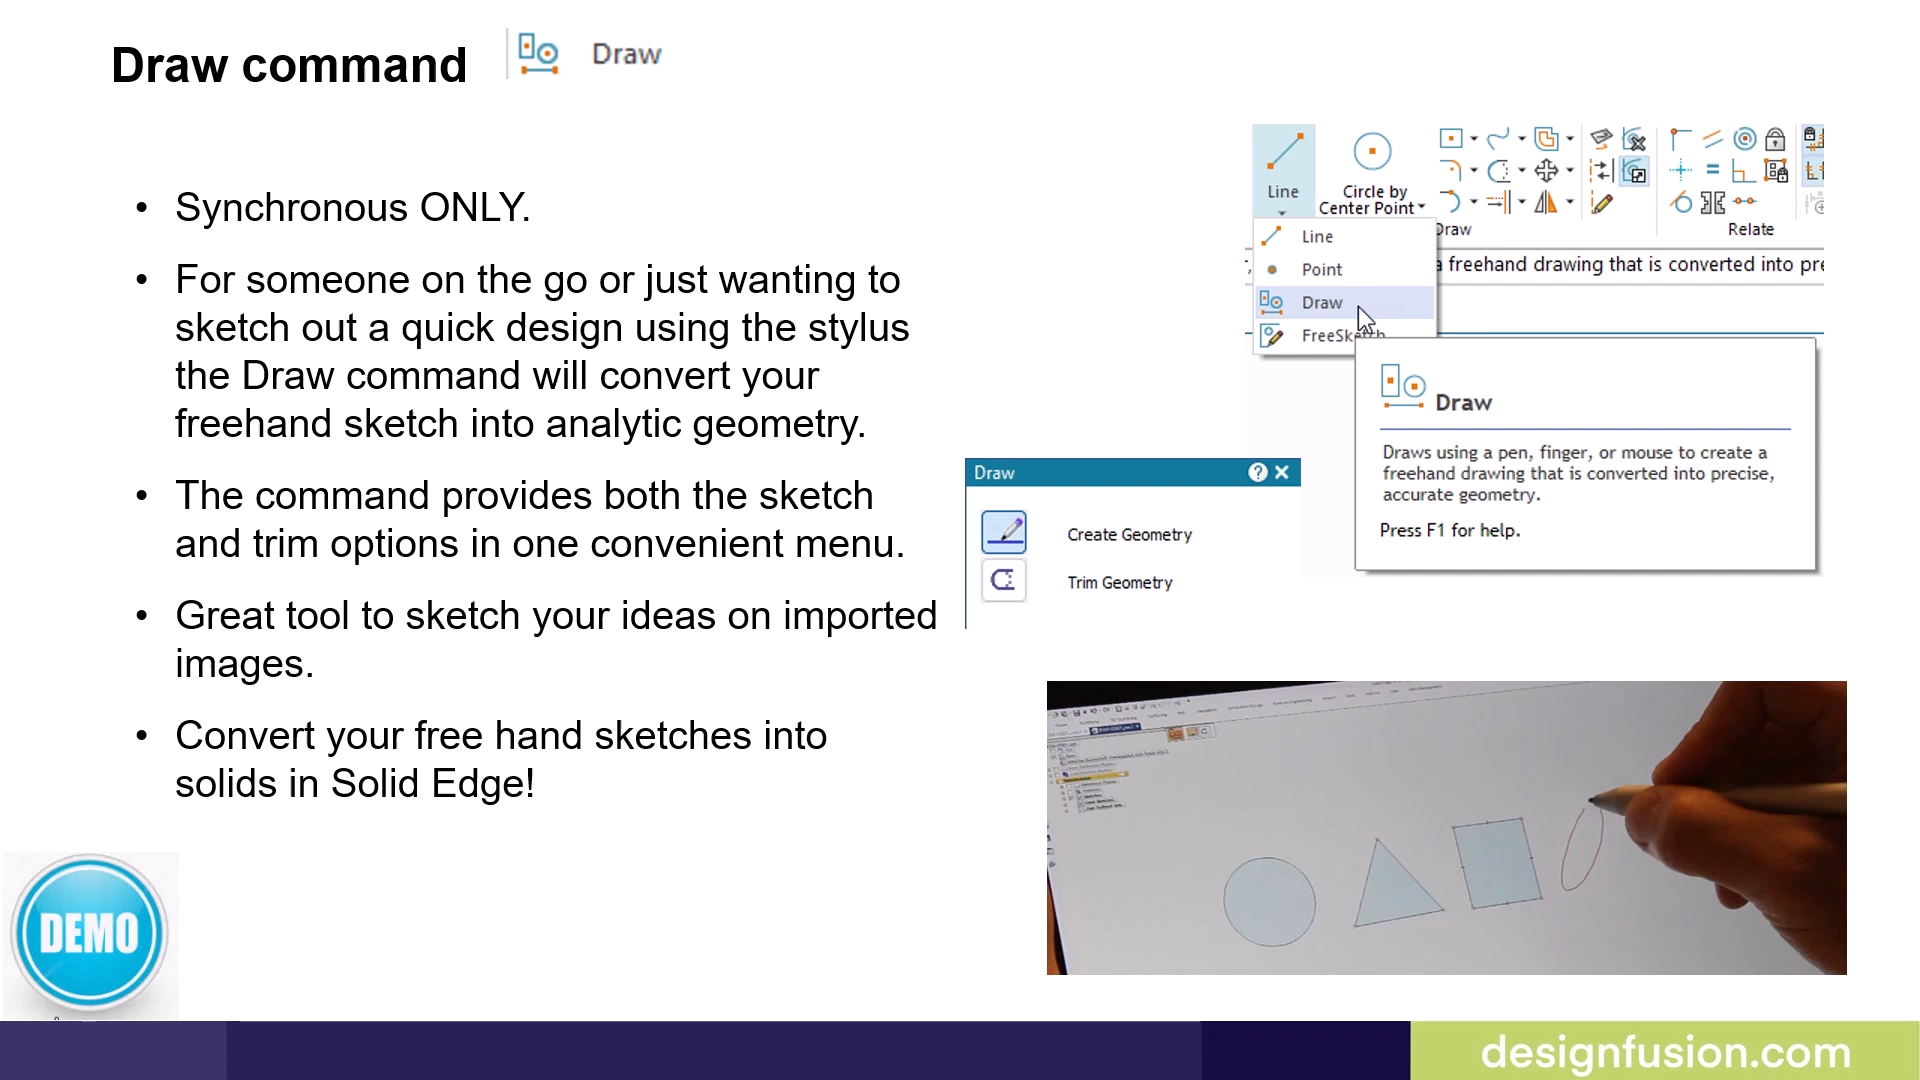 Draw command
Draw
• Synchronous ONLY.
• For someone on the go or just wanting to
sketch out a quick design using the stylus
the Draw command will convert your
freehand sketch into analytic geometry.
• The command provides both the sketch
and trim options in one convenient menu.
• Great tool to sketch your ideas on imported
images.
• Convert your free hand sketches into
solids in Solid Edge!
Line
Circle by
Center Point
Draw
Relate
Line
Point
Draw
FreeSketch
a freehand drawing that is converted into pre
Draw
Draws using a pen, finger, or mouse to create a
freehand drawing that is converted into precise,
accurate geometry.
Press F1 for help.
Draw
Create Geometry
Trim Geometry
DEMO
designfusion.com